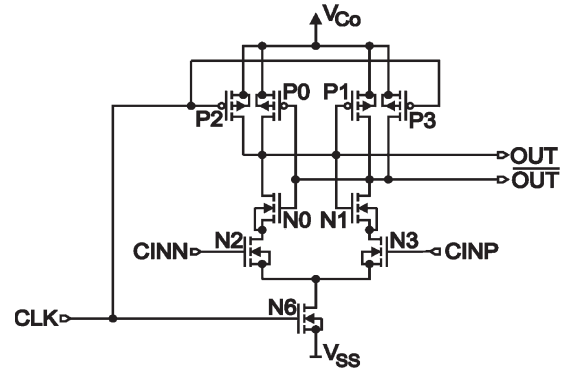 VCo
P0 P1
P2 P3
OUT
OUT
N0 N1
N2 N3
CINN CINP
N6
CLK
VSS